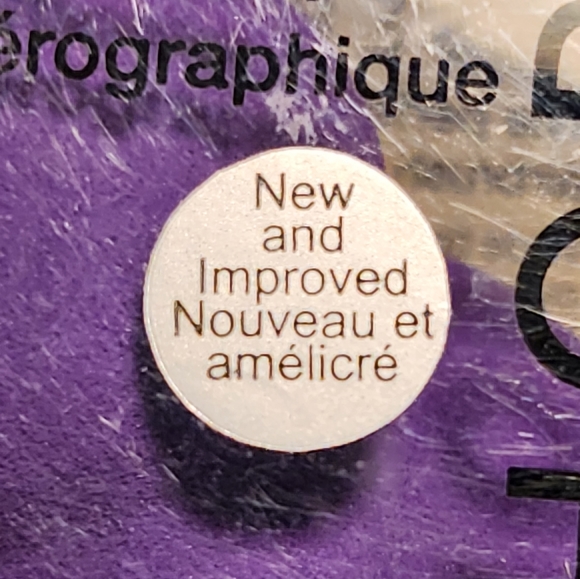 érographique
New
and
Improved
Nouveau et
amélicré